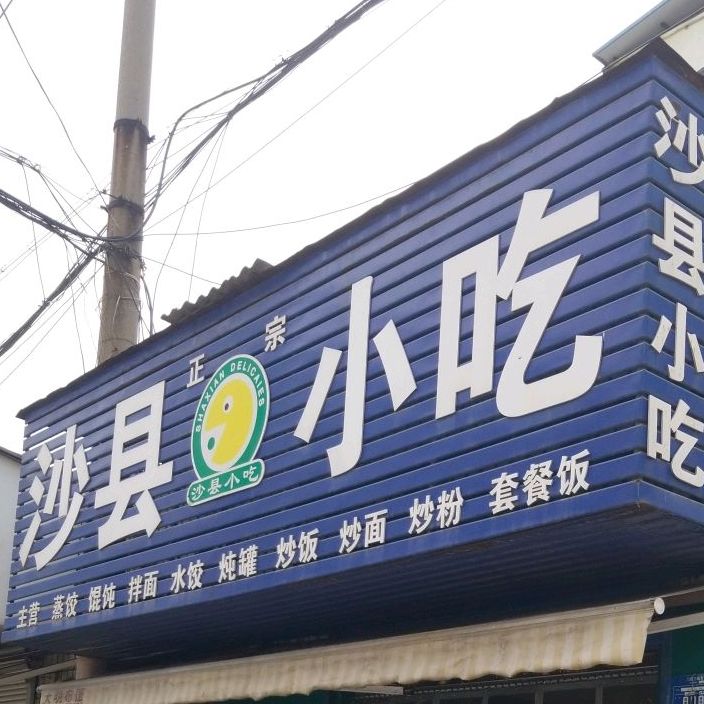 正宗
沙县小吃
SHAXIAN DELICAIES
沙县小吃
主营 蒸饺 馄饨 拌面 水饺 炖罐 炒饭 炒面 炒粉 套餐饭
沙县小吃